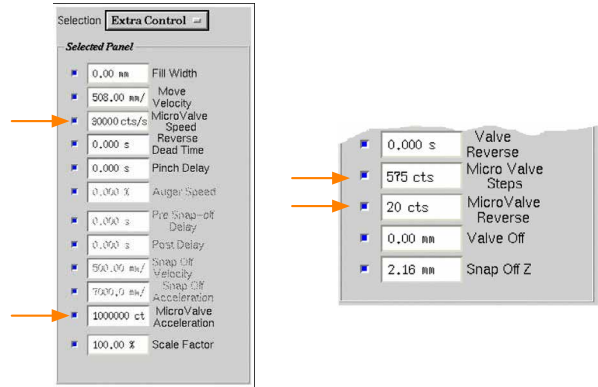 Selection Extra Control
Selected Panel
0.00 mm Fill Width
508.00 mm/ Move
Velocity
30000 cts/s MicroValve
Speed
0.000 s Reverse
Dead Time
0.000 s Pinch Delay
0.000 % Auger Speed
0.000 s Pre Snap-off
Delay
0.000 s Post Delay
500.00 mm/ Snap Off
Velocity
7000.0 mm/ Snap Off
Acceleration
1000000 ct MicroValve
Acceleration
100.00 % Scale Factor
0.000 s Valve
Reverse
575 cts Micro Valve
Steps
20 cts MicroValve
Reverse
0.00 mm Valve Off
2.16 mm Snap Off Z